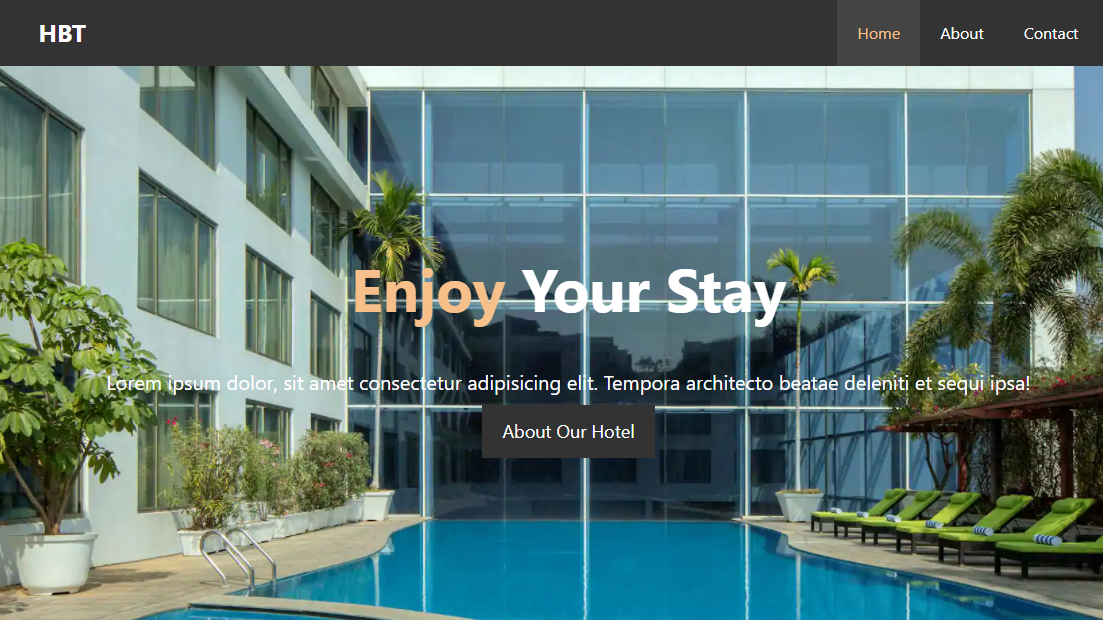 HBT
Home About Contact
Enjoy Your Stay
Lorem ipsum dolor, sit amet consectetur adipisicing elit. Tempora architecto beatae deleniti et sequi ipsa!
About Our Hotel